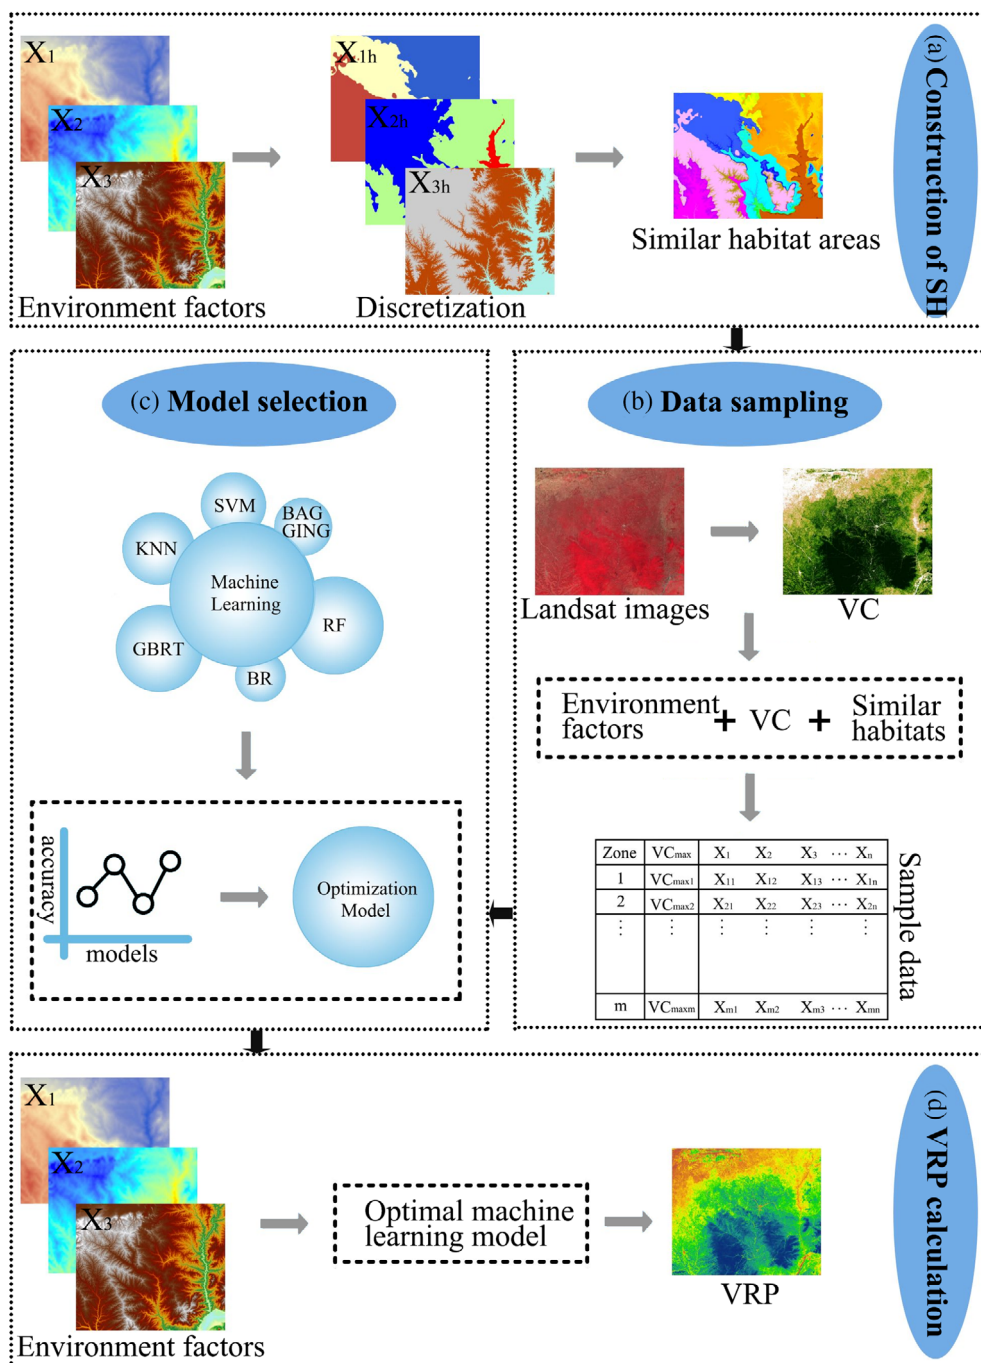 X1
X2
X3
Environment factors
X1h
X2h
X3h
Discretization
Similar habitat areas
(a) Construction of SH
(c) Model selection
SVM
BAG
GING
KNN
Machine
Learning
RF
GBRT
BR
accuracy
models
Optimization
Model
(b) Data sampling
Landsat images
VC
Environment
factors
+ VC +
Similar
habitats
Zone VCmax X1 X2 X3 ··· Xn
1 VCmax1 X11 X12 X13 ··· X1n
2 VCmax2 X21 X22 X23 ··· X2n
⋮ ⋮ ⋮ ⋮ ⋮ ⋮
m VCmaxm Xm1 Xm2 Xm3 ··· Xmn
Sample data
X1
X2
X3
Environment factors
Optimal machine
learning model
VRP
(d) VRP calculation